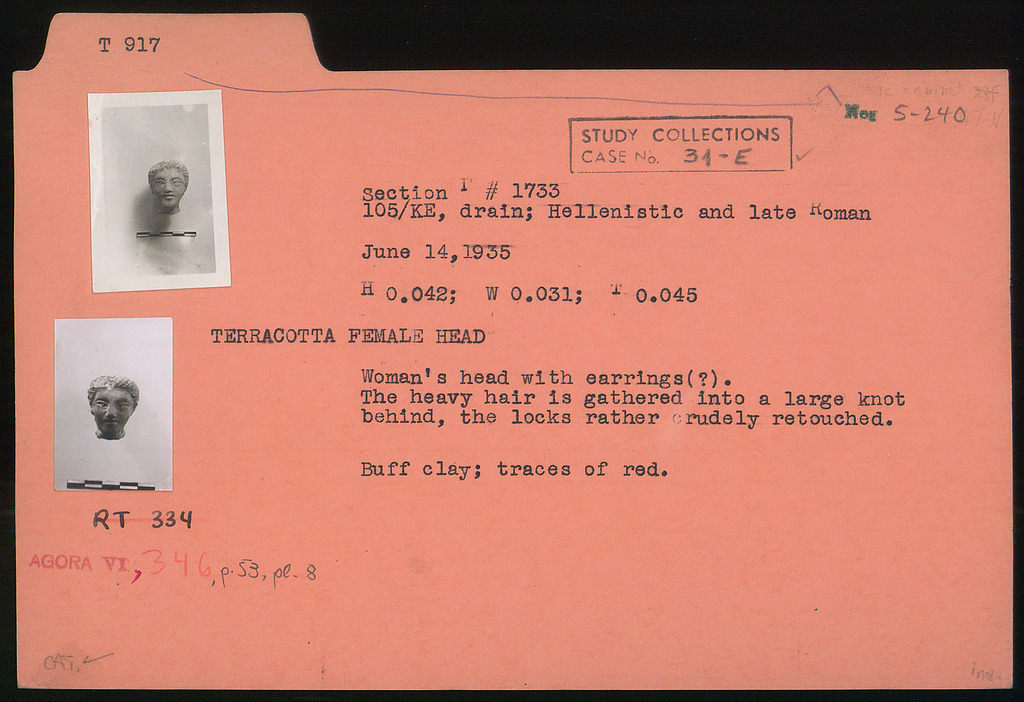 T 917
Neg 5-240
STUDY COLLECTIONS
CASE No. 31-E
Section Γ # 1733
105/KE, drain; Hellenistic and late Roman
June 14,1935
H 0.042; W 0.031; T 0.045
TERRACOTTA FEMALE HEAD
Woman's head with earrings(?).
The heavy hair is gathered into a large knot
behind, the locks rather crudely retouched.
Buff clay; traces of red.
RT 334
AGORA VI, 346, p. 53, pl. 8
CAT. ✓
ind.